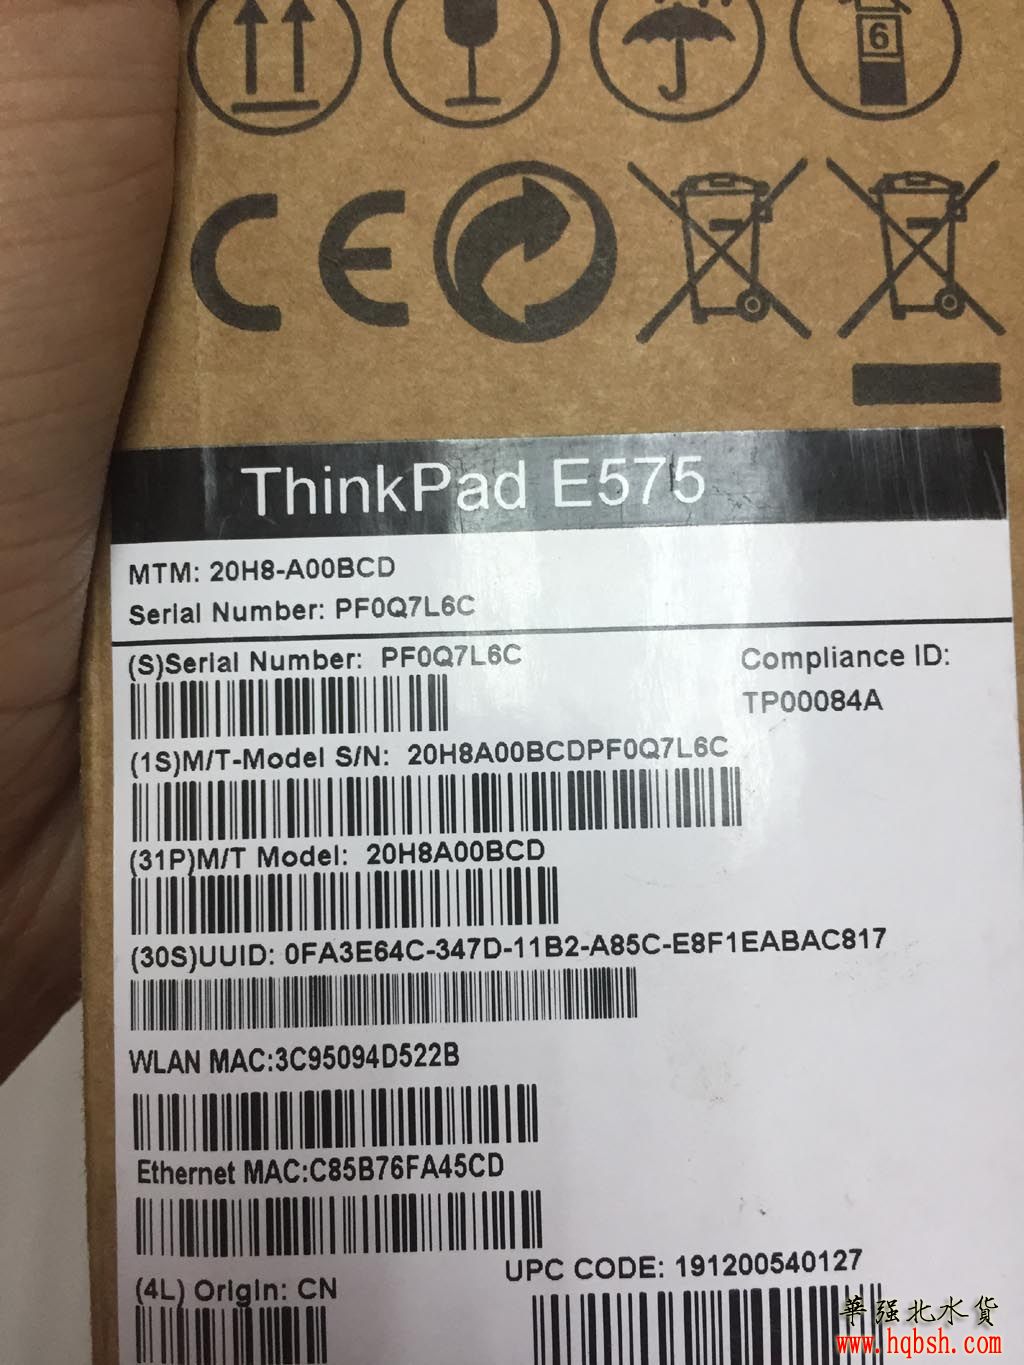 6
CE
ThinkPad E575
MTM: 20H8-A00BCD
Serial Number: PF0Q7L6C
(S)Serial Number: PF0Q7L6C
Compliance ID:
TP00084A
(1S)M/T-Model S/N: 20H8A00BCDPF0Q7L6C
(31P)M/T Model: 20H8A00BCD
(30S)UUID: 0FA3E64C-347D-11B2-A85C-E8F1EABAC817
WLAN MAC:3C95094D522B
Ethernet MAC:C85B76FA45CD
UPC CODE: 191200540127
(4L) Origin: CN
華强北水貨
www.hqbsh.com